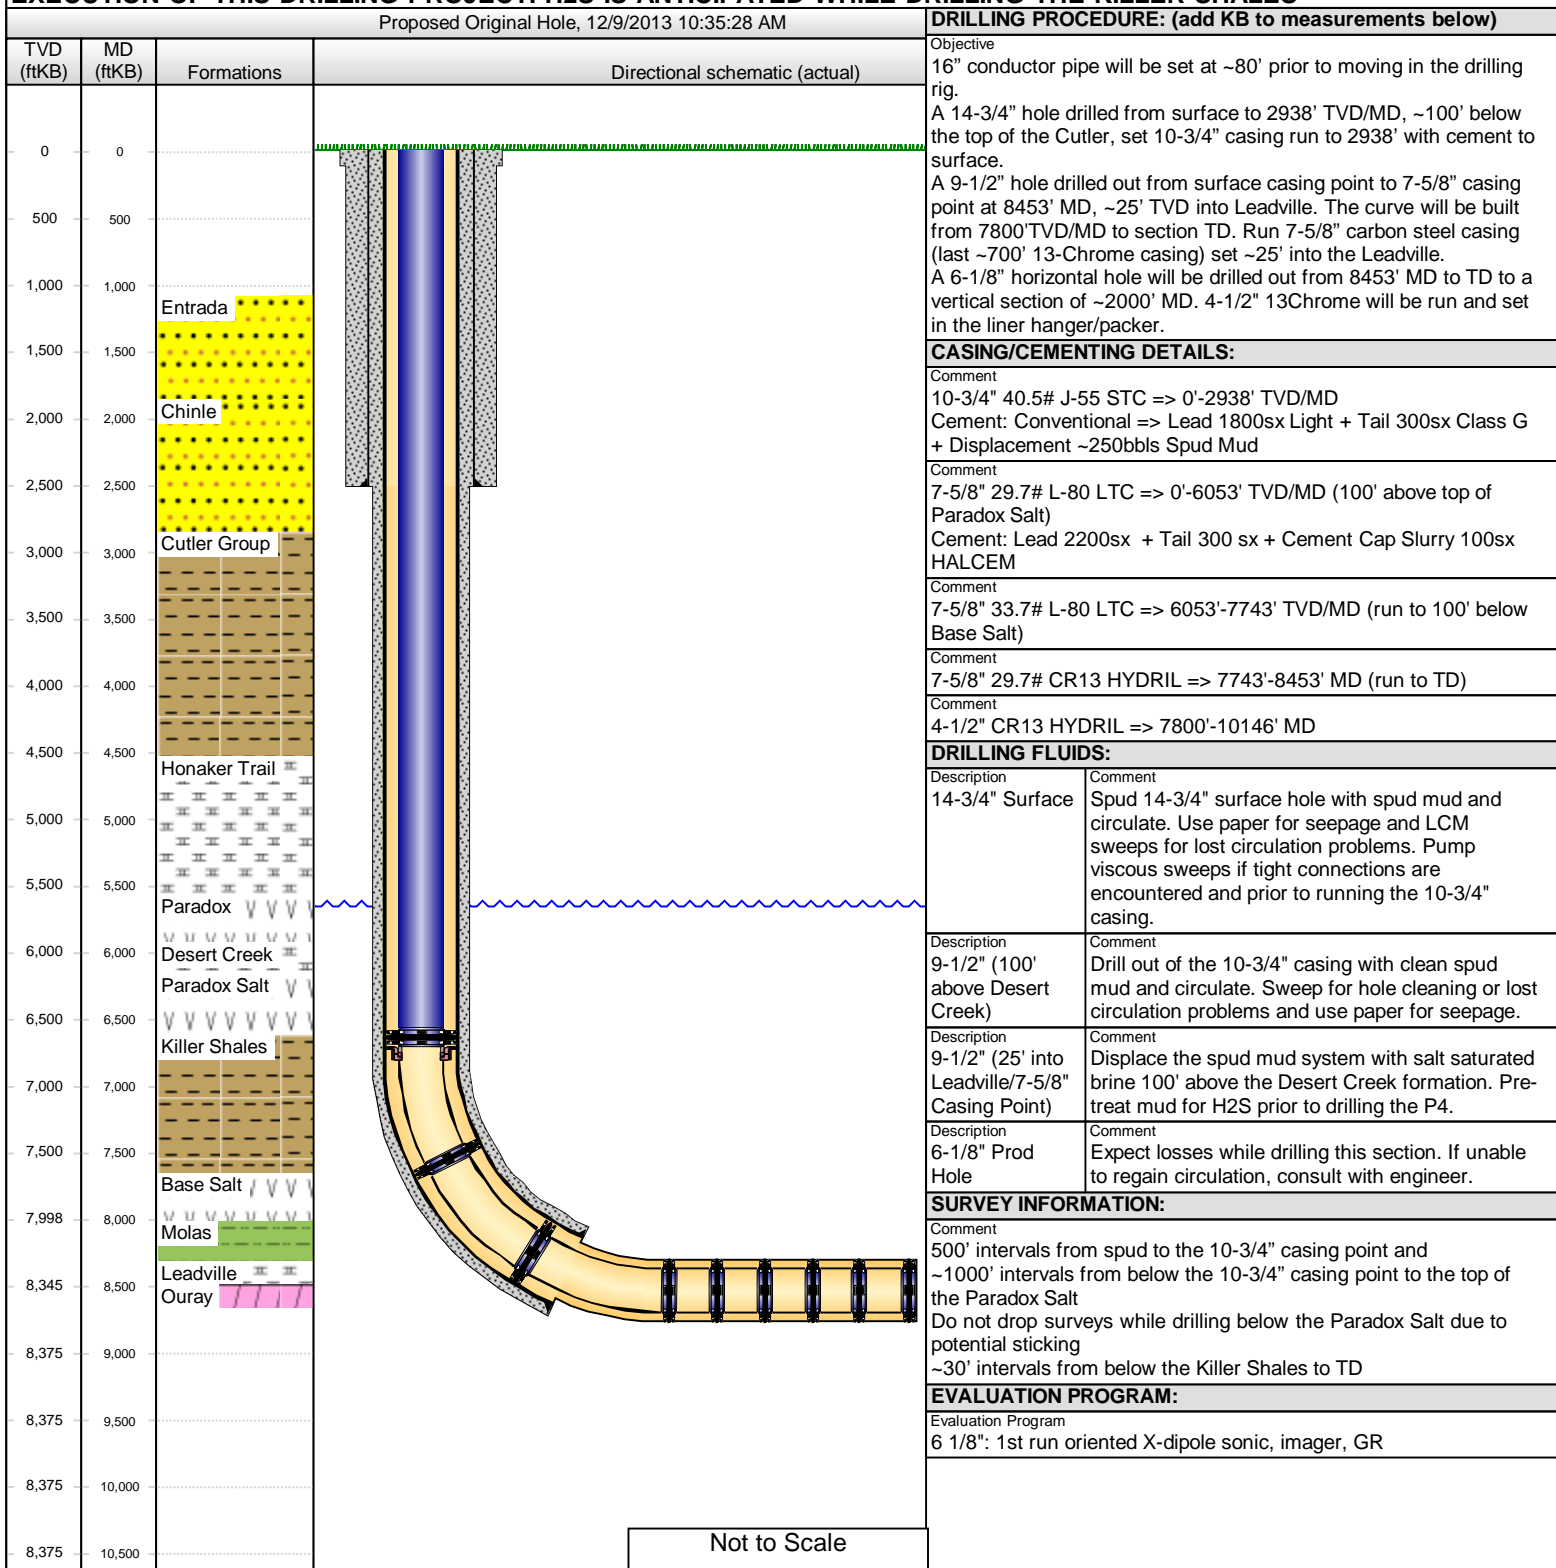 EXECUTION OF THIS DRILLING PROJECT. H2S IS ANTICIPATED WHILE DRILLING THE KILLER SHALES
Proposed Original Hole, 12/9/2013 10:35:28 AM
TVD (ftKB)
MD (ftKB)
Formations
Directional schematic (actual)
0 0
500 500
1,000 1,000
Entrada
1,500 1,500
Chinle
2,000 2,000
2,500 2,500
Cutler Group
3,000 3,000
3,500 3,500
4,000 4,000
4,500 4,500
Honaker Trail
5,000 5,000
5,500 5,500
Paradox
6,000 6,000
Desert Creek
Paradox Salt
6,500 6,500
Killer Shales
7,000 7,000
7,500 7,500
Base Salt
7,998 8,000
Molas
Leadville
8,345 8,500
Ouray
8,375 9,000
8,375 9,500
8,375 10,000
8,375 10,500
Not to Scale
DRILLING PROCEDURE: (add KB to measurements below)
Objective
16” conductor pipe will be set at ~80’ prior to moving in the drilling
rig.
A 14-3/4” hole drilled from surface to 2938’ TVD/MD, ~100’ below
the top of the Cutler, set 10-3/4” casing run to 2938’ with cement to
surface.
A 9-1/2” hole drilled out from surface casing point to 7-5/8” casing
point at 8453’ MD, ~25’ TVD into Leadville. The curve will be built
from 7800'TVD/MD to section TD. Run 7-5/8” carbon steel casing
(last ~700’ 13-Chrome casing) set ~25’ into the Leadville.
A 6-1/8” horizontal hole will be drilled out from 8453’ MD to TD to a
vertical section of ~2000’ MD. 4-1/2" 13Chrome will be run and set
in the liner hanger/packer.
CASING/CEMENTING DETAILS:
Comment
10-3/4" 40.5# J-55 STC => 0'-2938' TVD/MD
Cement: Conventional => Lead 1800sx Light + Tail 300sx Class G
+ Displacement ~250bbls Spud Mud
Comment
7-5/8" 29.7# L-80 LTC => 0'-6053' TVD/MD (100' above top of
Paradox Salt)
Cement: Lead 2200sx + Tail 300 sx + Cement Cap Slurry 100sx
HALCEM
Comment
7-5/8" 33.7# L-80 LTC => 6053'-7743' TVD/MD (run to 100' below
Base Salt)
Comment
7-5/8" 29.7# CR13 HYDRIL => 7743'-8453' MD (run to TD)
Comment
4-1/2" CR13 HYDRIL => 7800'-10146' MD
DRILLING FLUIDS:
Description
14-3/4" Surface
Comment
Spud 14-3/4" surface hole with spud mud and
circulate. Use paper for seepage and LCM
sweeps for lost circulation problems. Pump
viscous sweeps if tight connections are
encountered and prior to running the 10-3/4"
casing.
Description
9-1/2" (100'
above Desert
Creek)
Comment
Drill out of the 10-3/4" casing with clean spud
mud and circulate. Sweep for hole cleaning or lost
circulation problems and use paper for seepage.
Description
9-1/2" (25' into
Leadville/7-5/8"
Casing Point)
Comment
Displace the spud mud system with salt saturated
brine 100' above the Desert Creek formation. Pre-
treat mud for H2S prior to drilling the P4.
Description
6-1/8" Prod
Hole
Comment
Expect losses while drilling this section. If unable
to regain circulation, consult with engineer.
SURVEY INFORMATION:
Comment
500’ intervals from spud to the 10-3/4” casing point and
~1000’ intervals from below the 10-3/4” casing point to the top of
the Paradox Salt
Do not drop surveys while drilling below the Paradox Salt due to
potential sticking
~30’ intervals from below the Killer Shales to TD
EVALUATION PROGRAM:
Evaluation Program
6 1/8": 1st run oriented X-dipole sonic, imager, GR